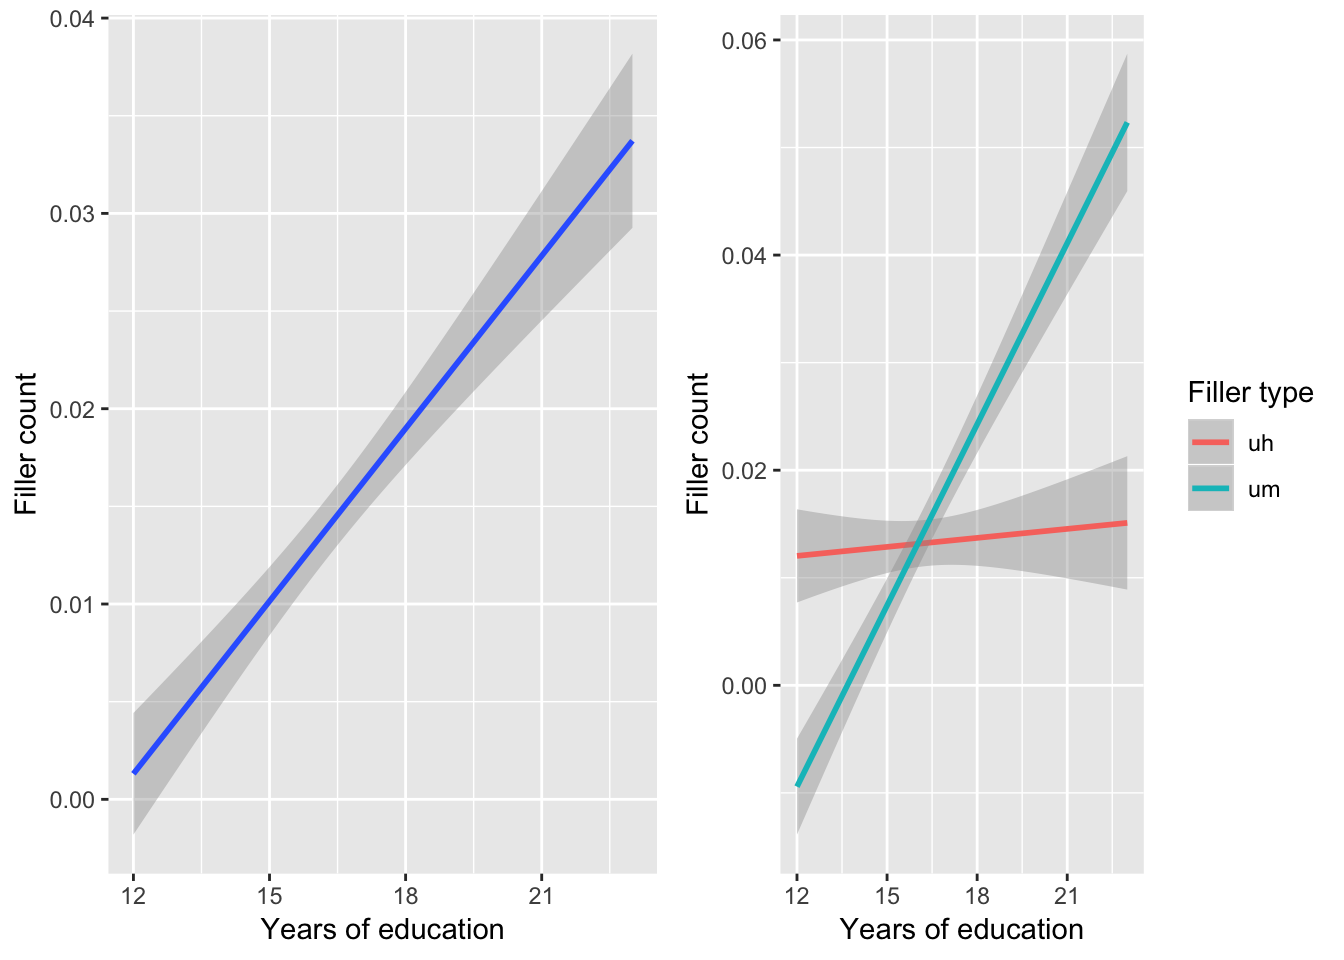 0.04
0.03
0.02
0.01
0.00
Filler count
12 15 18 21
Years of education
0.06
0.04
0.02
0.00
Filler count
12 15 18 21
Years of education
Filler type
uh
um